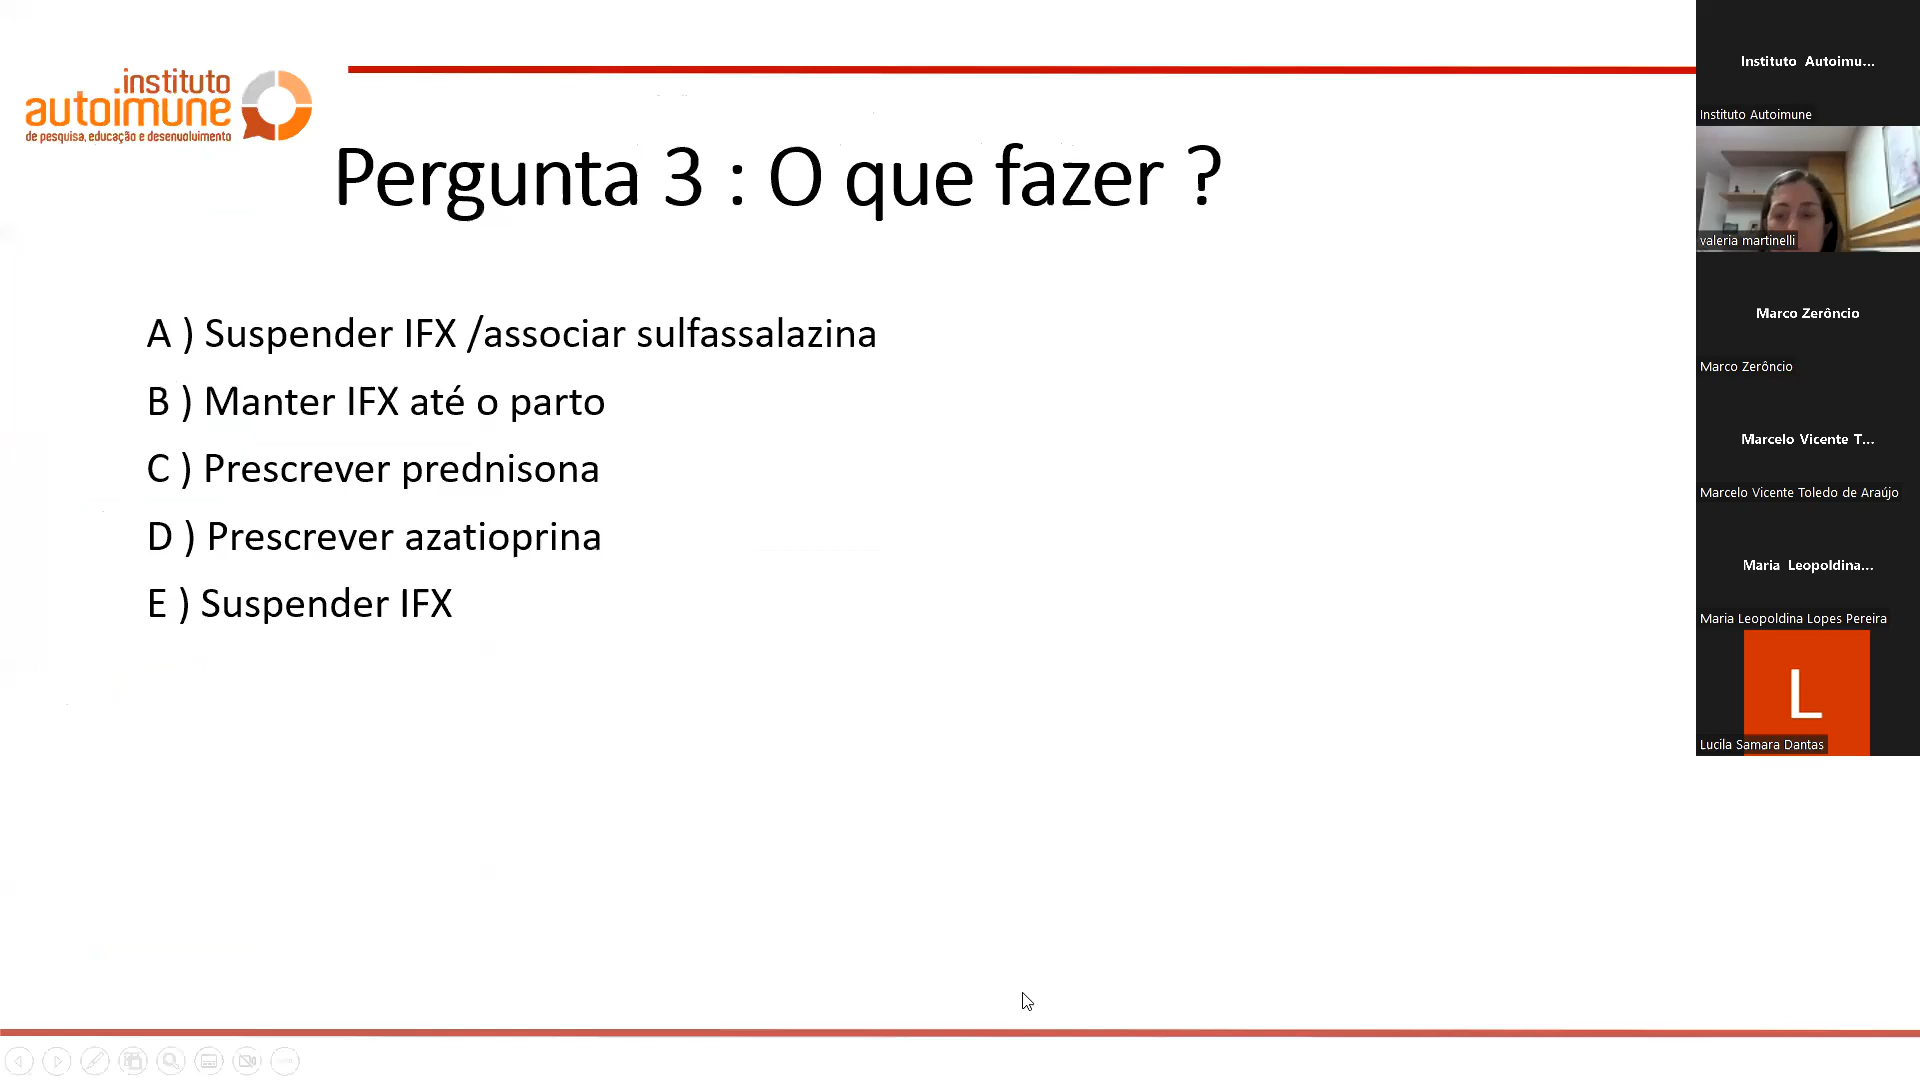 instituto
autoimune
de pesquisa, educação e desenvolvimento
Pergunta 3 : O que fazer ?
A ) Suspender IFX /associar sulfassalazina
B ) Manter IFX até o parto
C ) Prescrever prednisona
D ) Prescrever azatioprina
E ) Suspender IFX
Instituto Autoimu...
Instituto Autoimune
valeria martinelli
Marco Zerôncio
Marco Zerôncio
Marcelo Vicente T...
Marcelo Vicente Toledo de Araújo
Maria Leopoldina...
Maria Leopoldina Lopes Pereira
L
Lucila Samara Dantas